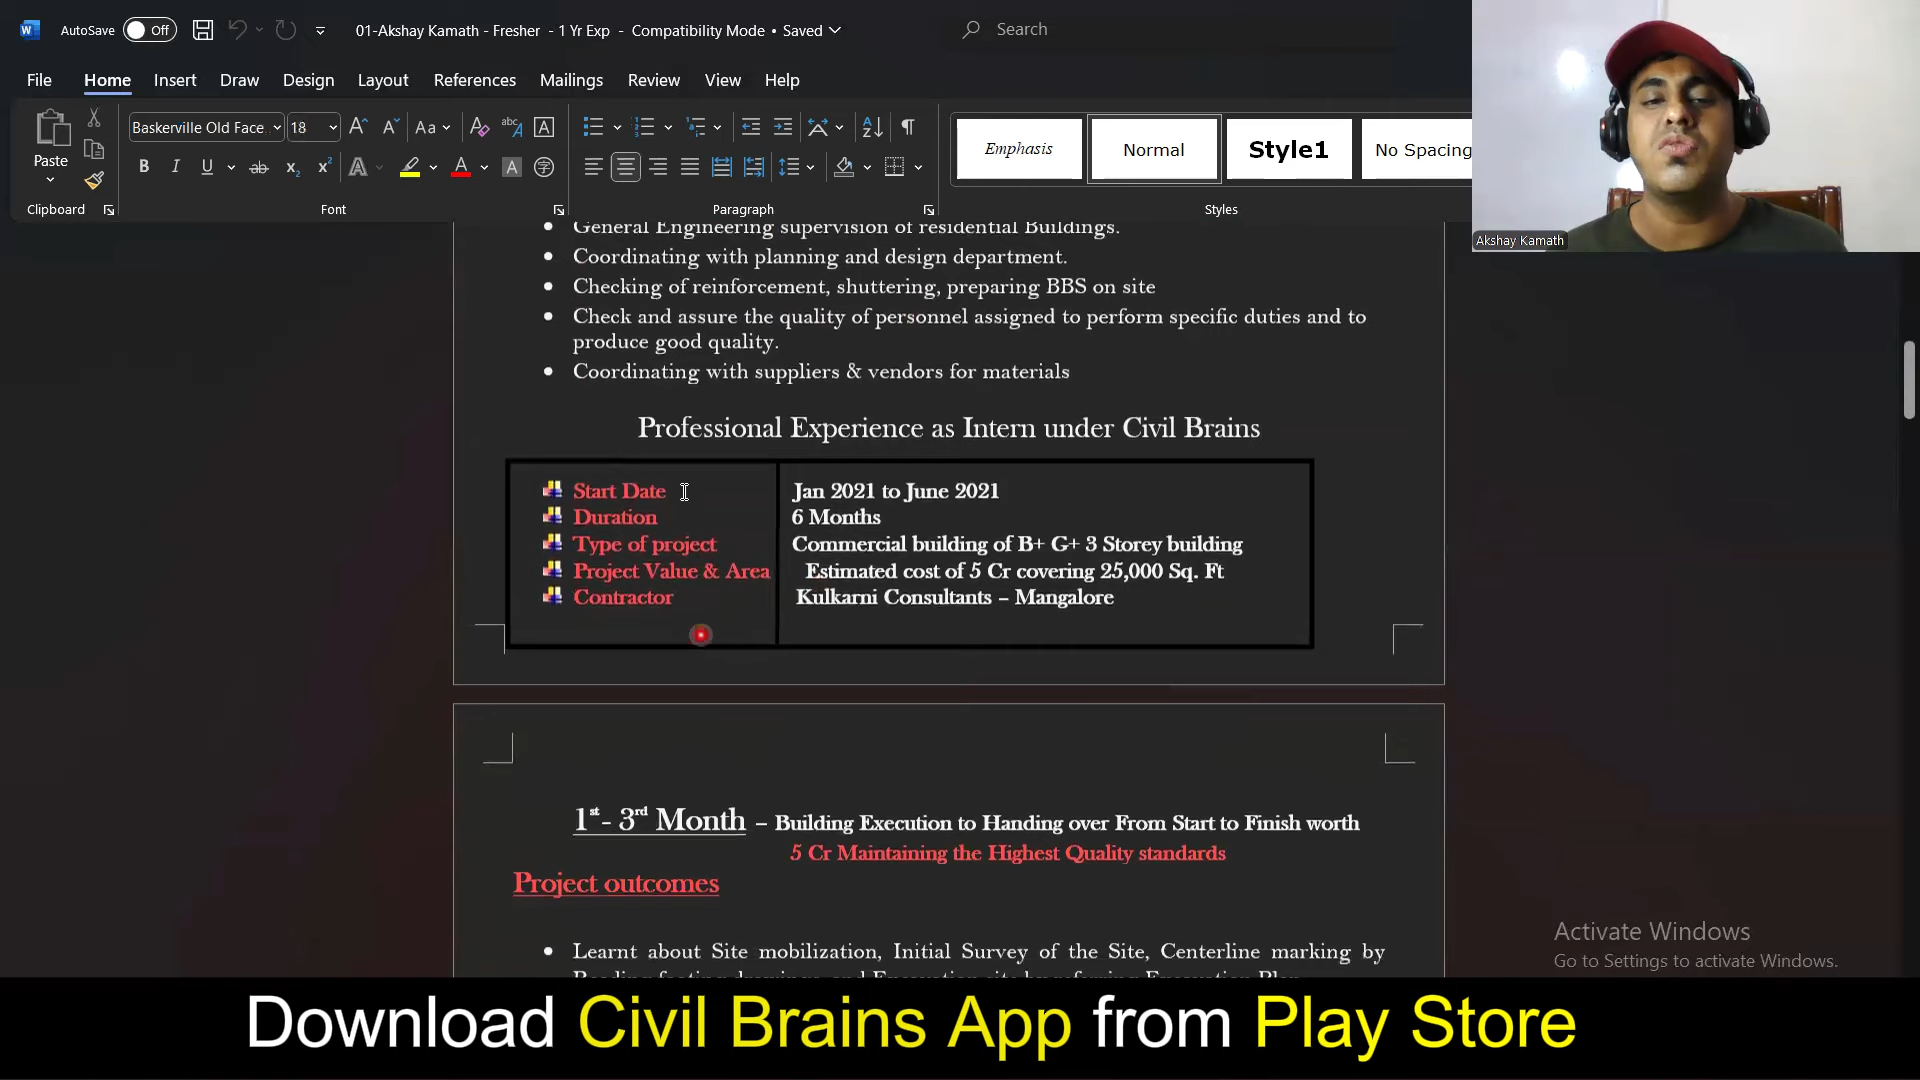 AutoSave Off 01-Akshay Kamath - Fresher - 1 Yr Exp - Compatibility Mode • Saved Search
File Home Insert Draw Design Layout References Mailings Review View Help
Paste Baskerville Old Face 18 Aa Emphasis Normal Style1 No Spacing
Clipboard Font Paragraph Styles
Akshay Kamath
• General Engineering supervision of residential Buildings.
• Coordinating with planning and design department.
• Checking of reinforcement, shuttering, preparing BBS on site
• Check and assure the quality of personnel assigned to perform specific duties and to
produce good quality.
• Coordinating with suppliers & vendors for materials
Professional Experience as Intern under Civil Brains
Start Date Jan 2021 to June 2021
Duration 6 Months
Type of project Commercial building of B+ G+ 3 Storey building
Project Value & Area Estimated cost of 5 Cr covering 25,000 Sq. Ft
Contractor Kulkarni Consultants – Mangalore
1st- 3rd Month – Building Execution to Handing over From Start to Finish worth
5 Cr Maintaining the Highest Quality standards
Project outcomes
• Learnt about Site mobilization, Initial Survey of the Site, Centerline marking by
Activate Windows
Go to Settings to activate Windows.
Download Civil Brains App from Play Store